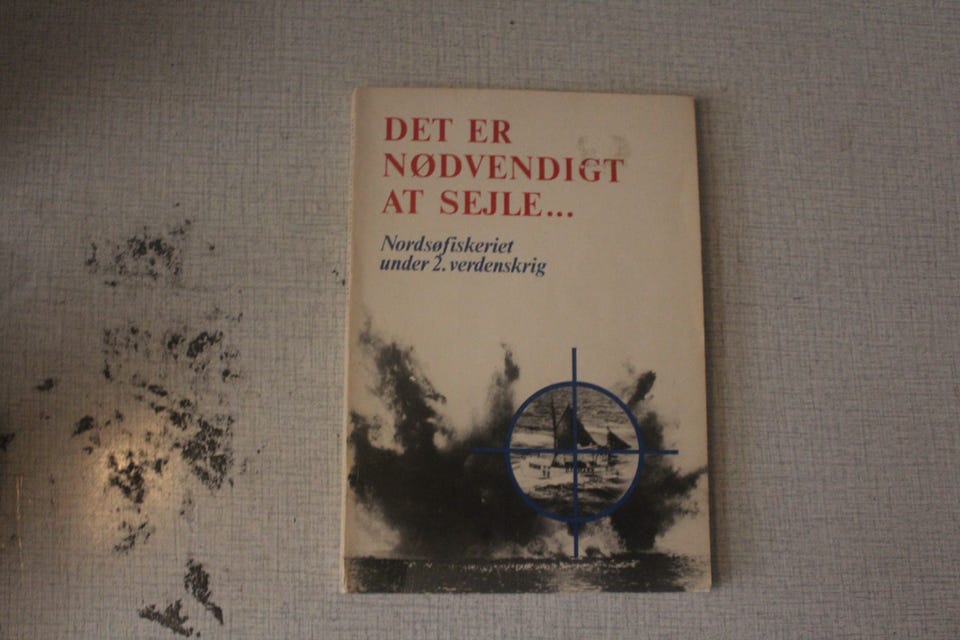 DET ER
NØDVENDIGT
AT SEJLE...
Nordsøfiskeriet
under 2. verdenskrig